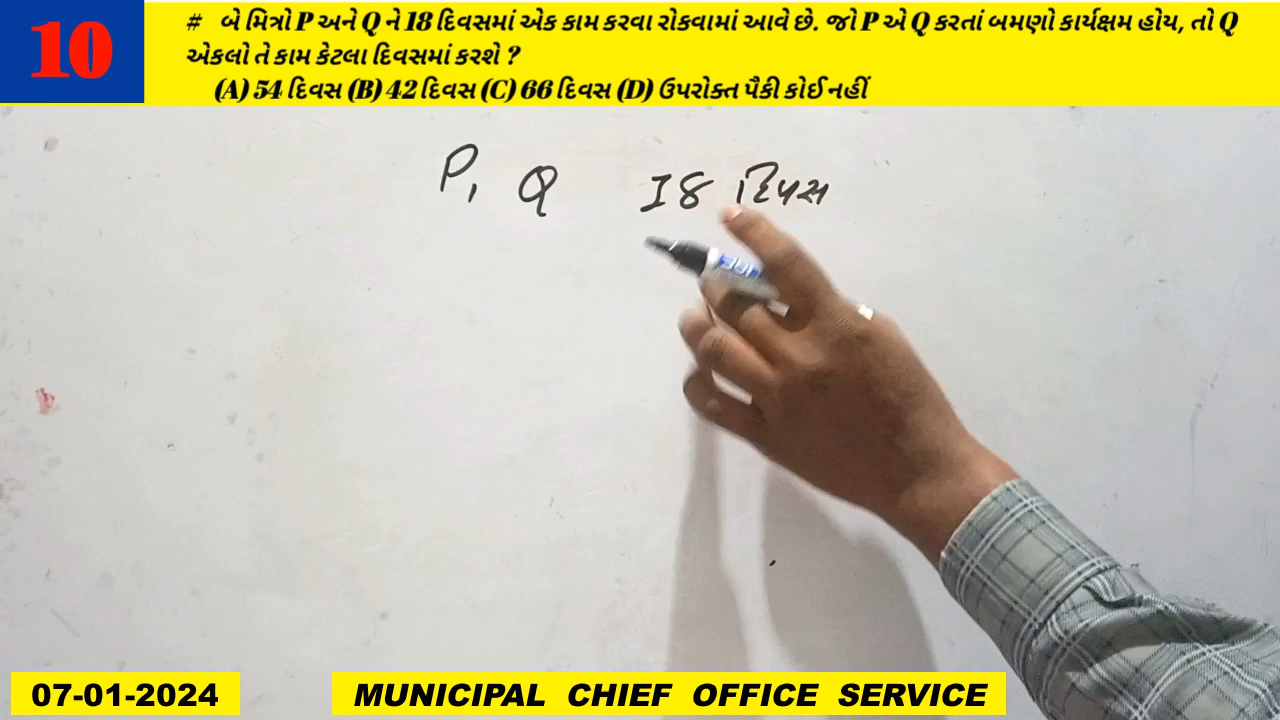 10
# બે મિત્રો P અને Q ને 18 દિવસમાં એક કામ કરવા રોકવામાં આવે છે. જો P એ Q કરતાં બમણો કાર્યક્ષમ હોય, તો Q
એકલો તે કામ કેટલા દિવસમાં કરશે ?
(A) 54 દિવસ (B) 42 દિવસ (C) 66 દિવસ (D) ઉપરોક્ત પૈકી કોઈ નહીં
P, Q 18 દિવસ
07-01-2024
MUNICIPAL CHIEF OFFICE SERVICE